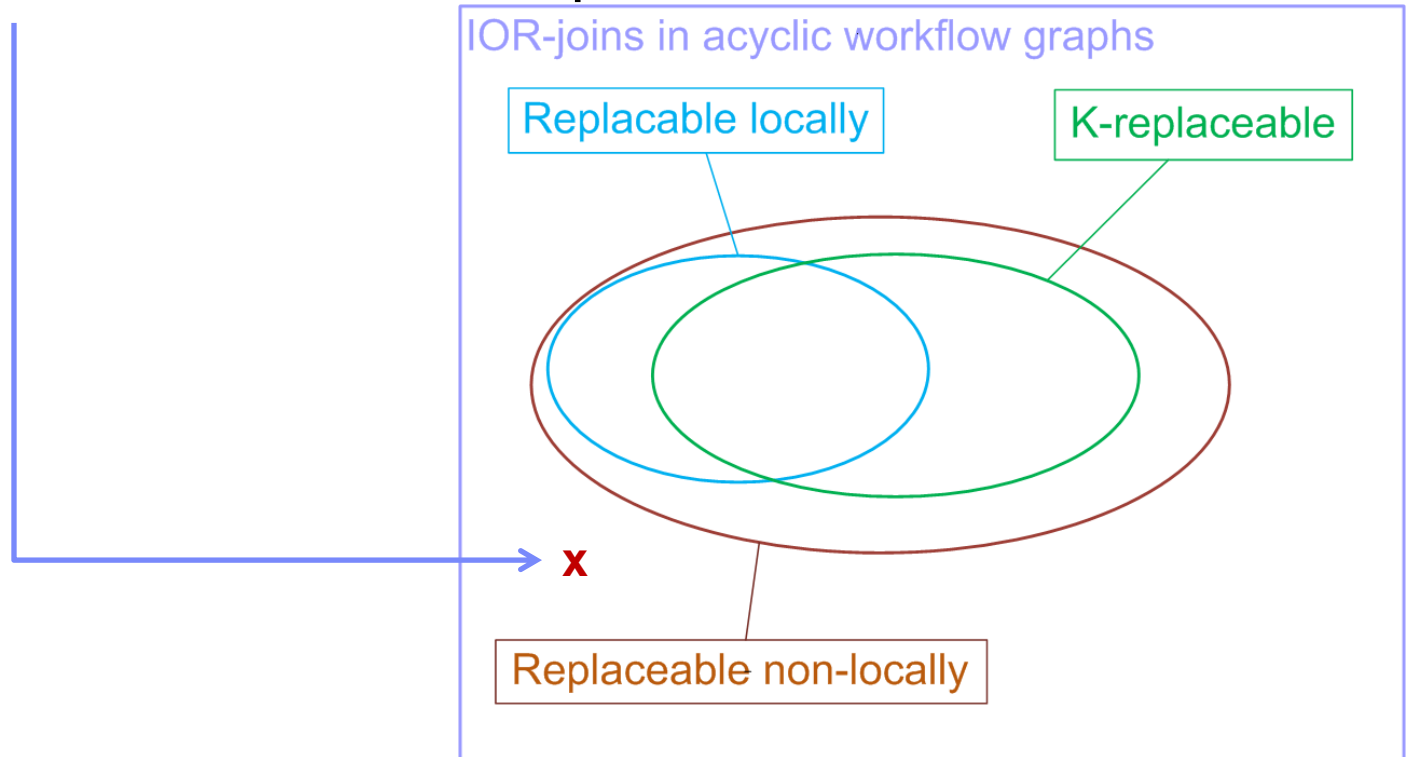 IOR-joins in acyclic workflow graphs
Replacable locally
K-replaceable
x
Replaceable non-locally